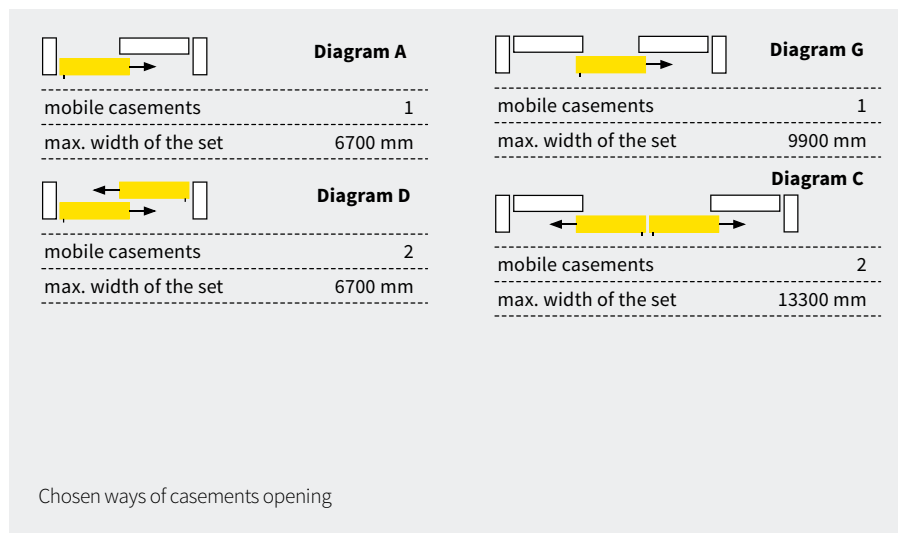 Diagram A
mobile casements 1
max. width of the set 6700 mm
Diagram D
mobile casements 2
max. width of the set 6700 mm
Diagram G
mobile casements 1
max. width of the set 9900 mm
Diagram C
mobile casements 2
max. width of the set 13300 mm
Chosen ways of casements opening